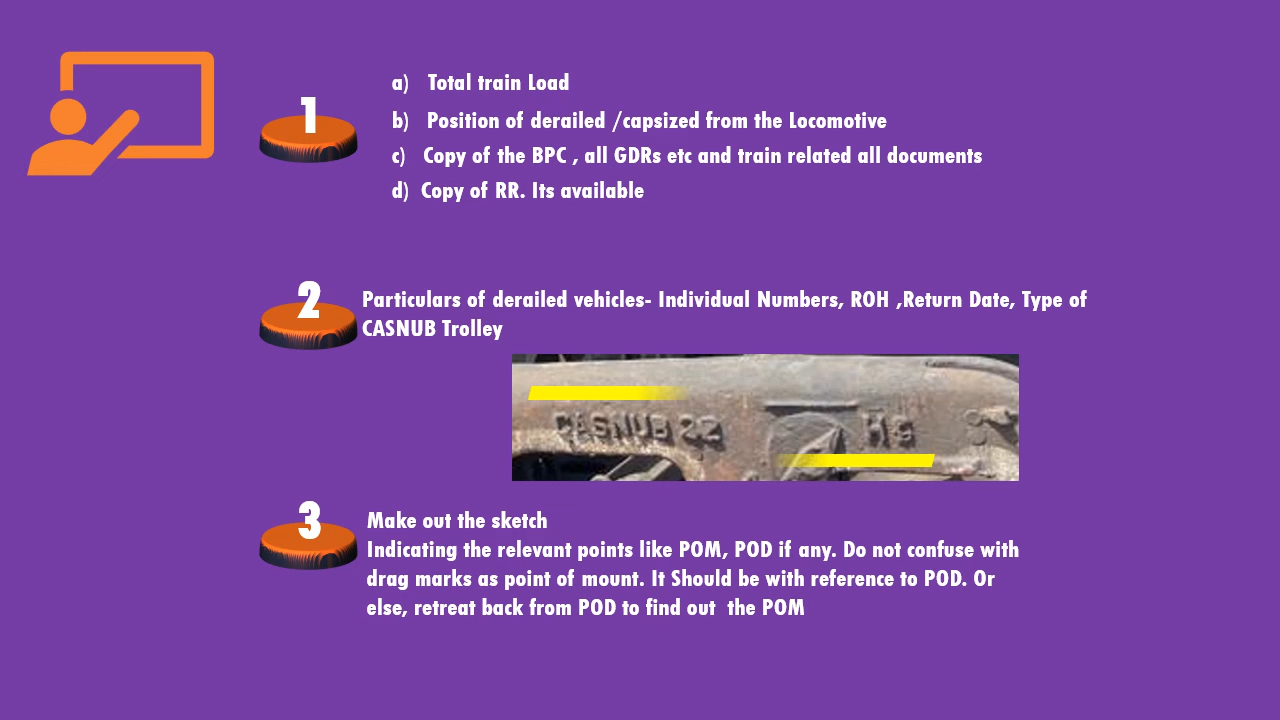 1
a) Total train Load
b) Position of derailed /capsized from the Locomotive
c) Copy of the BPC , all GDRs etc and train related all documents
d) Copy of RR. Its available
2
Particulars of derailed vehicles- Individual Numbers, ROH ,Return Date, Type of
CASNUB Trolley
CASNUB 22 HS
3
Make out the sketch
Indicating the relevant points like POM, POD if any. Do not confuse with
drag marks as point of mount. It Should be with reference to POD. Or
else, retreat back from POD to find out the POM